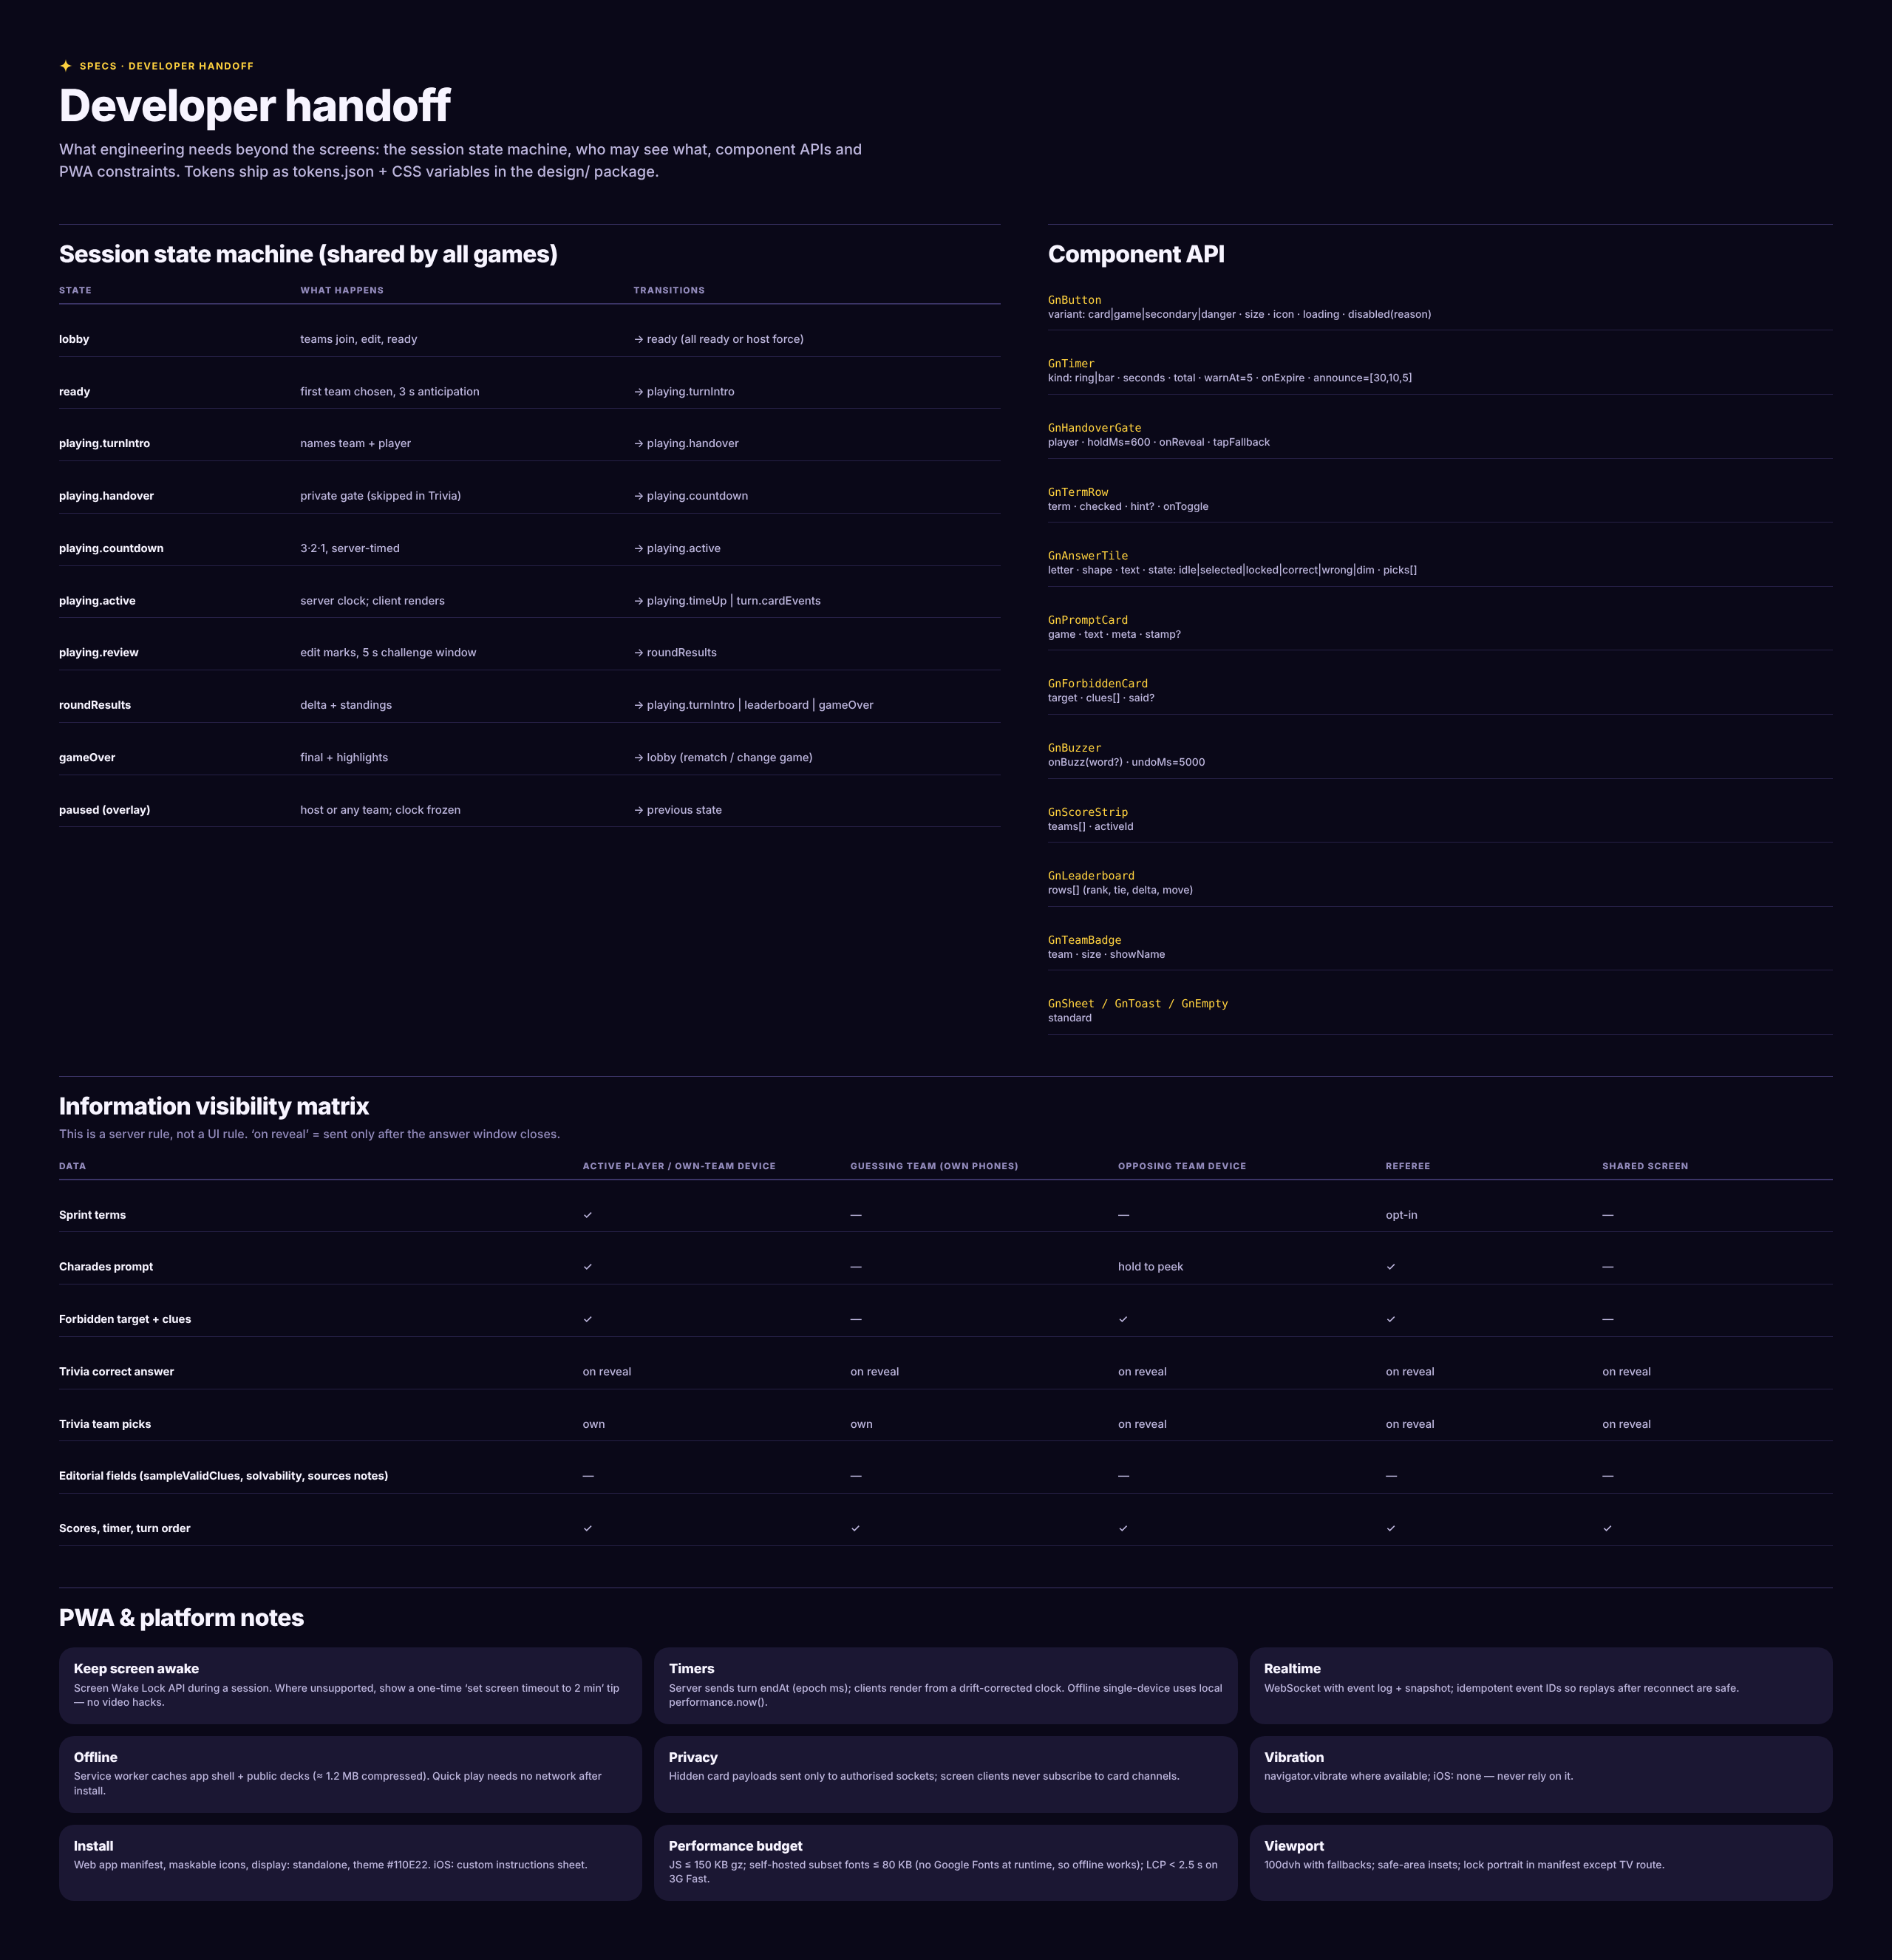 ✦ SPECS · DEVELOPER HANDOFF
Developer handoff
What engineering needs beyond the screens: the session state machine, who may see what, component APIs and
PWA constraints. Tokens ship as tokens.json + CSS variables in the design/ package.
Session state machine (shared by all games)
STATE WHAT HAPPENS TRANSITIONS
lobby teams join, edit, ready → ready (all ready or host force)
ready first team chosen, 3 s anticipation → playing.turnIntro
playing.turnIntro names team + player → playing.handover
playing.handover private gate (skipped in Trivia) → playing.countdown
playing.countdown 3·2·1, server-timed → playing.active
playing.active server clock; client renders → playing.timeUp | turn.cardEvents
playing.review edit marks, 5 s challenge window → roundResults
roundResults delta + standings → playing.turnIntro | leaderboard | gameOver
gameOver final + highlights → lobby (rematch / change game)
paused (overlay) host or any team; clock frozen → previous state
Component API
GnButton
variant: card|game|secondary|danger · size · icon · loading · disabled(reason)
GnTimer
kind: ring|bar · seconds · total · warnAt=5 · onExpire · announce=[30,10,5]
GnHandoverGate
player · holdMs=600 · onReveal · tapFallback
GnTermRow
term · checked · hint? · onToggle
GnAnswerTile
letter · shape · text · state: idle|selected|locked|correct|wrong|dim · picks[]
GnPromptCard
game · text · meta · stamp?
GnForbiddenCard
target · clues[] · said?
GnBuzzer
onBuzz(word?) · undoMs=5000
GnScoreStrip
teams[] · activeId
GnLeaderboard
rows[] (rank, tie, delta, move)
GnTeamBadge
team · size · showName
GnSheet / GnToast / GnEmpty
standard
Information visibility matrix
This is a server rule, not a UI rule. ‘on reveal’ = sent only after the answer window closes.
DATA ACTIVE PLAYER / OWN-TEAM DEVICE GUESSING TEAM (OWN PHONES) OPPOSING TEAM DEVICE REFEREE SHARED SCREEN
Sprint terms ✓ — — opt-in —
Charades prompt ✓ — hold to peek ✓ —
Forbidden target + clues ✓ — ✓ ✓ —
Trivia correct answer on reveal on reveal on reveal on reveal on reveal
Trivia team picks own own on reveal on reveal on reveal
Editorial fields (sampleValidClues, solvability, sources notes) — — — — —
Scores, timer, turn order ✓ ✓ ✓ ✓ ✓
PWA & platform notes
Keep screen awake
Screen Wake Lock API during a session. Where unsupported, show a one-time ‘set screen timeout to 2 min’ tip
— no video hacks.
Timers
Server sends turn endAt (epoch ms); clients render from a drift-corrected clock. Offline single-device uses local
performance.now().
Realtime
WebSocket with event log + snapshot; idempotent event IDs so replays after reconnect are safe.
Offline
Service worker caches app shell + public decks (≈ 1.2 MB compressed). Quick play needs no network after
install.
Privacy
Hidden card payloads sent only to authorised sockets; screen clients never subscribe to card channels.
Vibration
navigator.vibrate where available; iOS: none — never rely on it.
Install
Web app manifest, maskable icons, display: standalone, theme #110E22. iOS: custom instructions sheet.
Performance budget
JS ≤ 150 KB gz; self-hosted subset fonts ≤ 80 KB (no Google Fonts at runtime, so offline works); LCP < 2.5 s on
3G Fast.
Viewport
100dvh with fallbacks; safe-area insets; lock portrait in manifest except TV route.